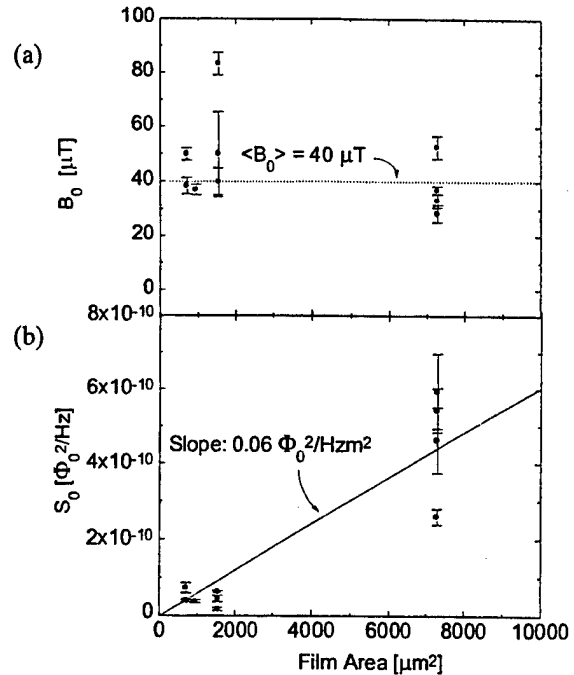 (a)
100
80
60
40
20
0
B₀ [μT]
<B₀> = 40 μT
(b)
8x10⁻¹⁰
6x10⁻¹⁰
4x10⁻¹⁰
2x10⁻¹⁰
0
S₀ [Φ₀²/Hz]
Slope: 0.06 Φ₀²/Hzm²
0 2000 4000 6000 8000 10000
Film Area [μm²]